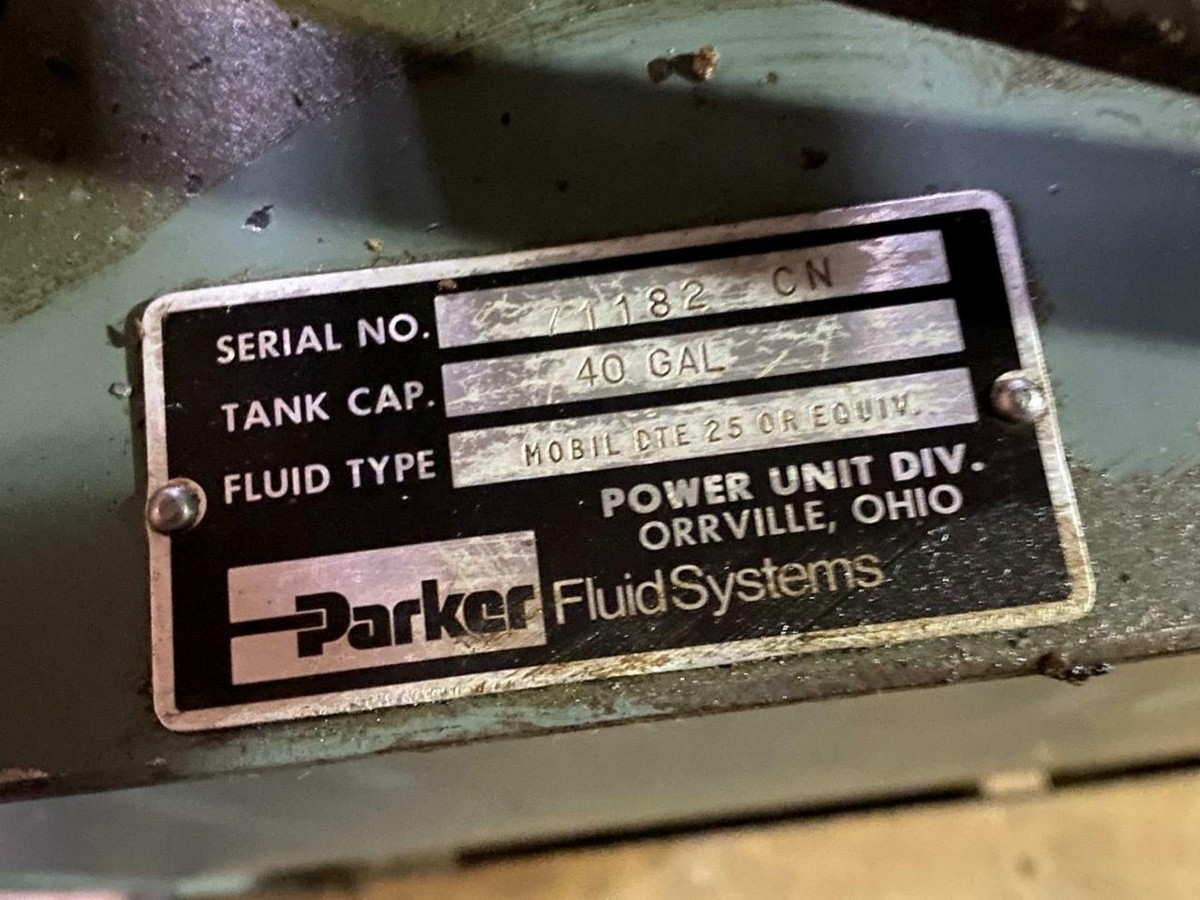 SERIAL NO. 71182 CN
TANK CAP. 40 GAL
FLUID TYPE MOBIL DTE 25 OR EQUIV.
POWER UNIT DIV.
ORRVILLE, OHIO
Parker FluidSystems